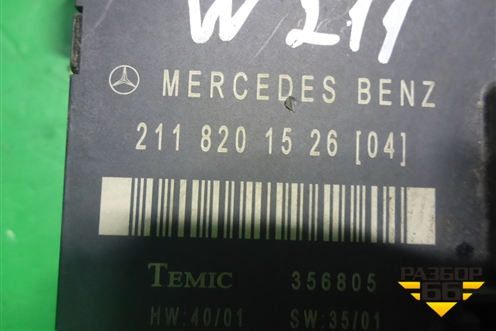 W 211
MERCEDES BENZ
211 820 15 26 [04]
TEMIC 356805
HW:40/01 SW:35/01
РАЗБОР
66